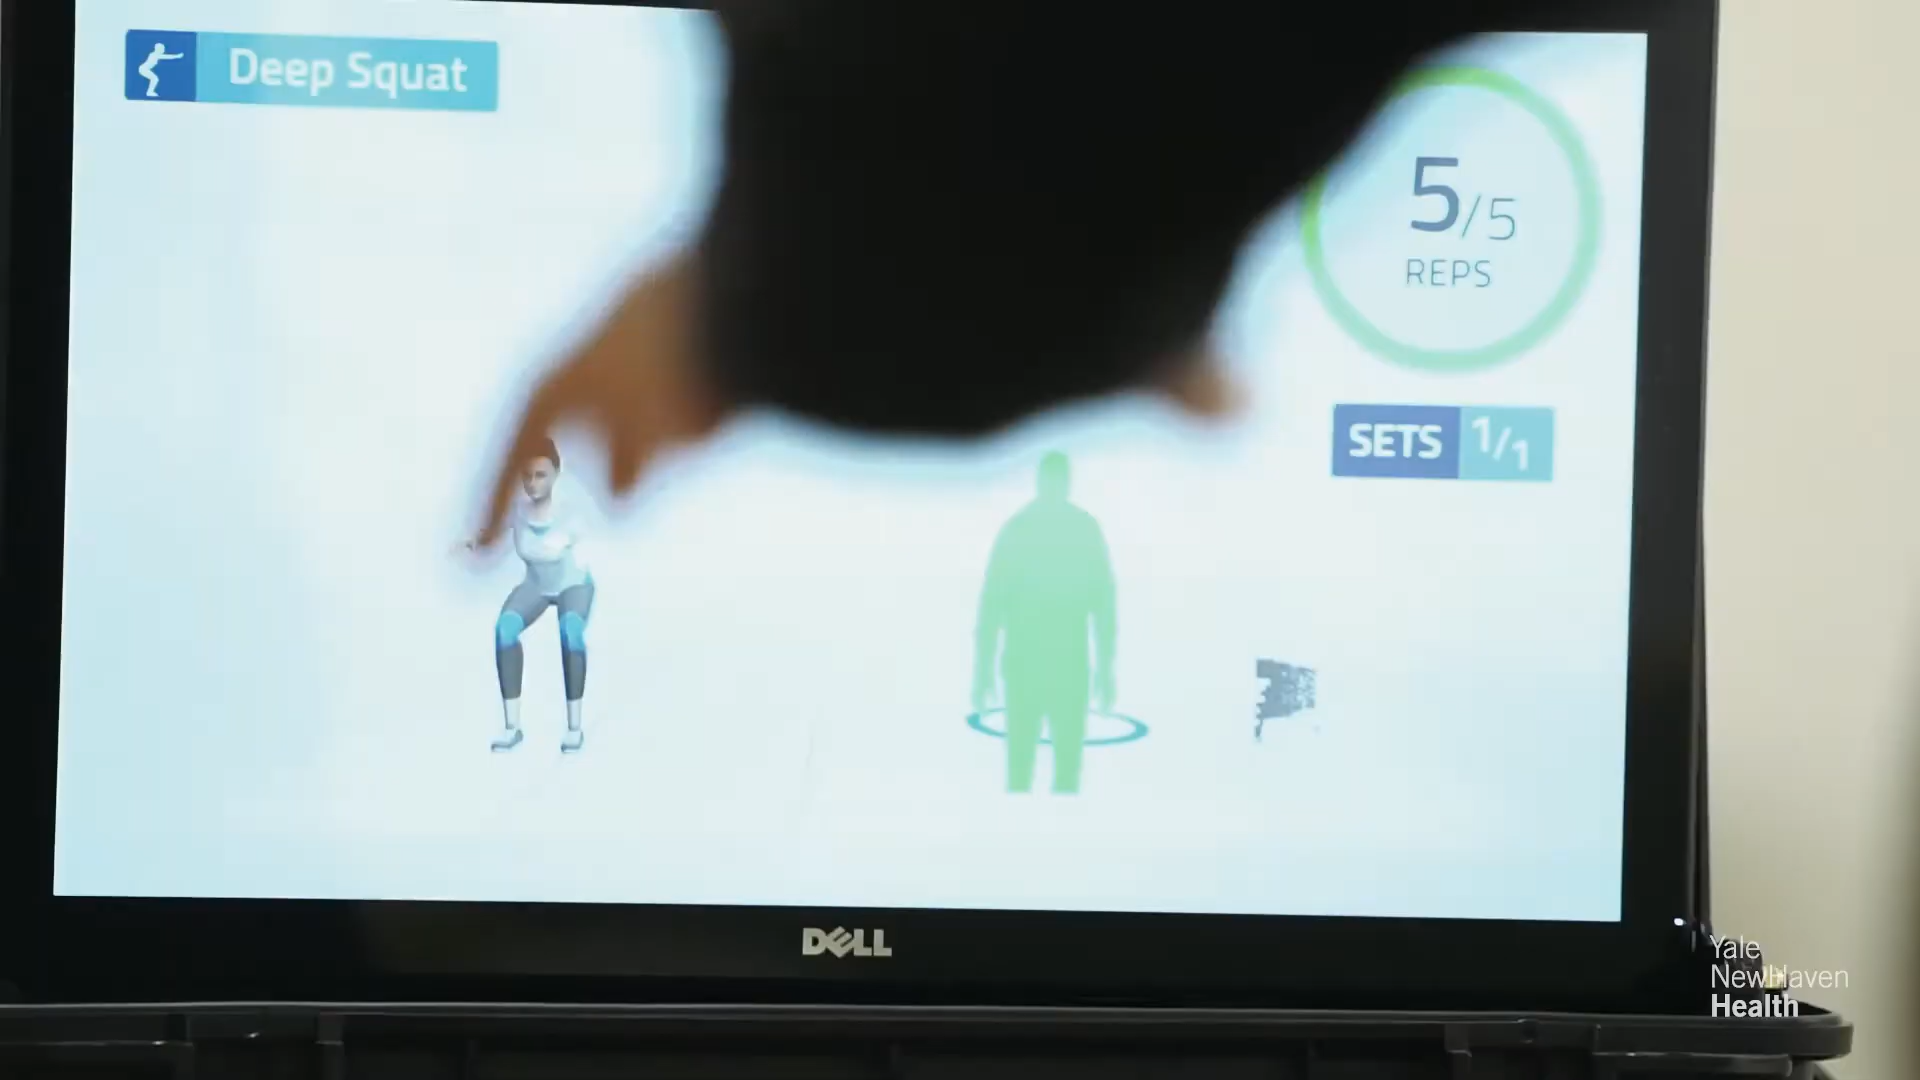 Deep Squat
5/5
REPS
SETS 1/1
DELL
Yale
NewHaven
Health